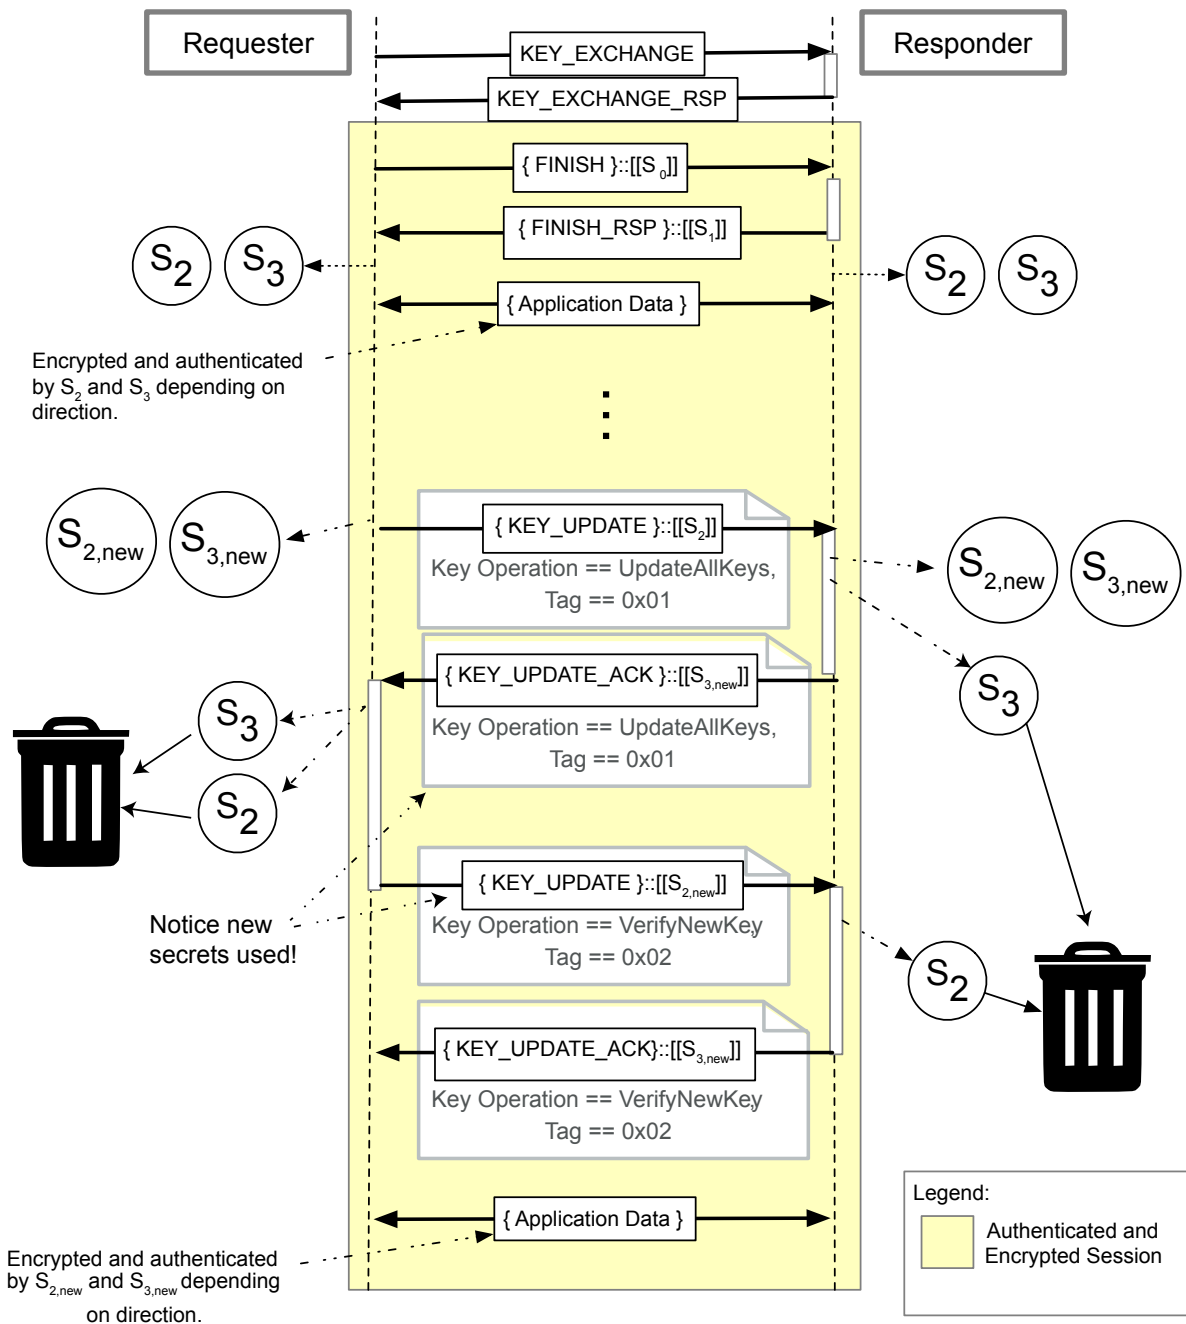 Requester
Responder
KEY_EXCHANGE
KEY_EXCHANGE_RSP
{ FINISH }::[[S0]]
{ FINISH_RSP }::[[S1]]
S2 S3
S2 S3
{ Application Data }
Encrypted and authenticated
by S2 and S3 depending on
direction.
S2,new S3,new
{ KEY_UPDATE }::[[S2]]
Key Operation == UpdateAllKeys,
Tag == 0x01
S2,new S3,new
{ KEY_UPDATE_ACK }::[[S3,new]]
Key Operation == UpdateAllKeys,
Tag == 0x01
S3
S3
S2
{ KEY_UPDATE }::[[S2,new]]
Key Operation == VerifyNewKey,
Tag == 0x02
Notice new
secrets used!
S2
{ KEY_UPDATE_ACK}::[[S3,new]]
Key Operation == VerifyNewKey,
Tag == 0x02
{ Application Data }
Encrypted and authenticated
by S2,new and S3,new depending
on direction.
Legend:
Authenticated and
Encrypted Session